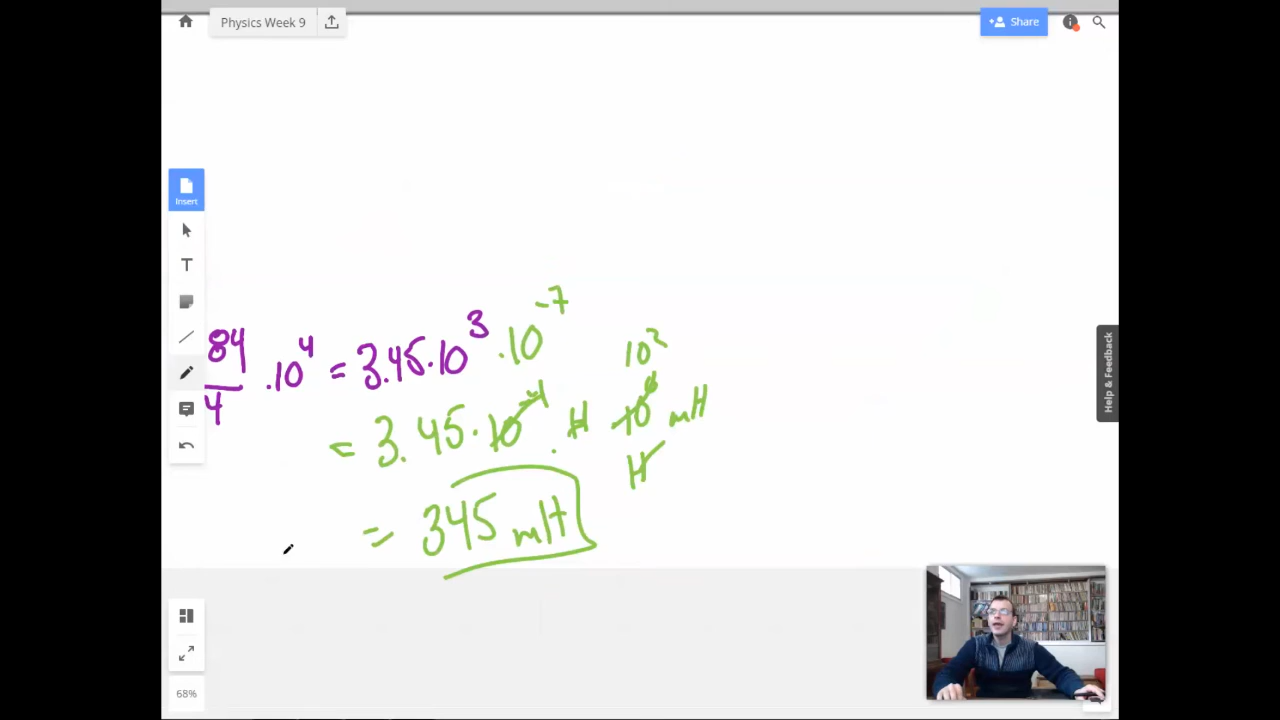 Physics Week 9
Share
Insert
T
84/4 · 10^4 = 3.45 · 10^3 · 10^-7
= 3.45 · 10^-4 · H 10^6 mH / H
10^2
= 345 mH
Help & Feedback
68%